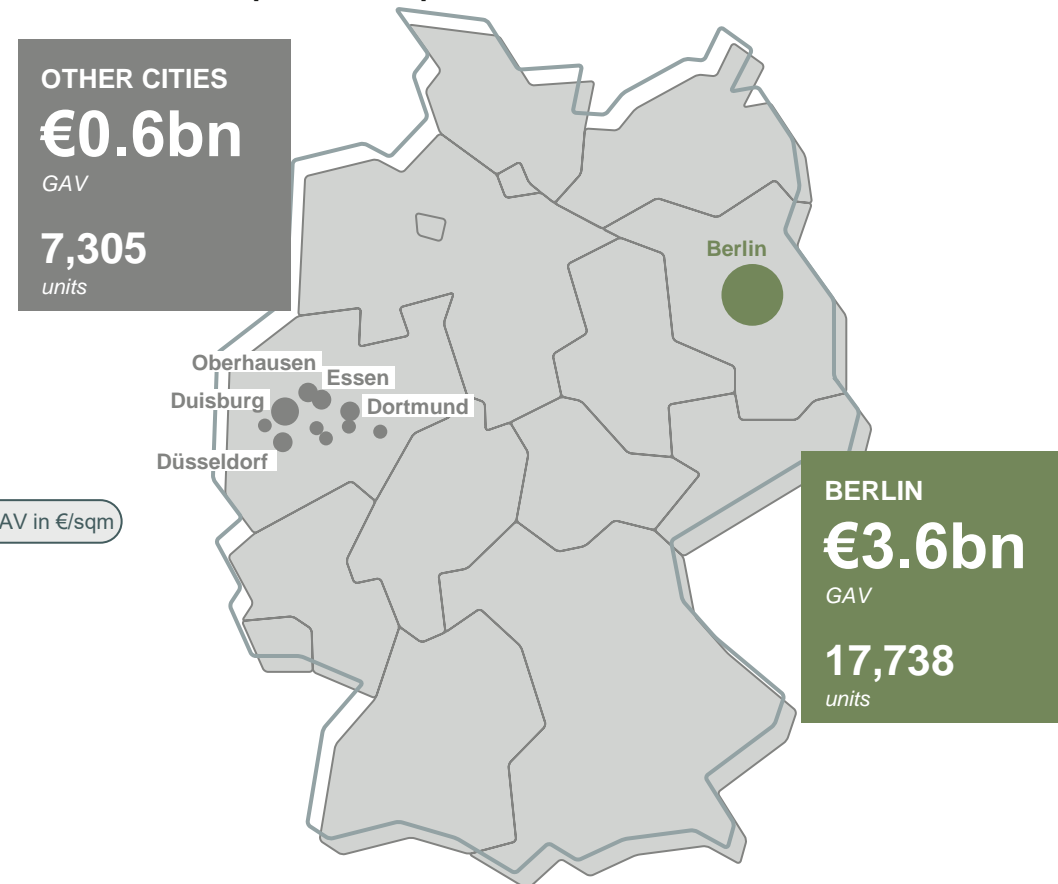 OTHER CITIES
€0.6bn
GAV
7,305
units
Berlin
Oberhausen
Essen
Duisburg
Dortmund
Düsseldorf
AV in €/sqm
BERLIN
€3.6bn
GAV
17,738
units